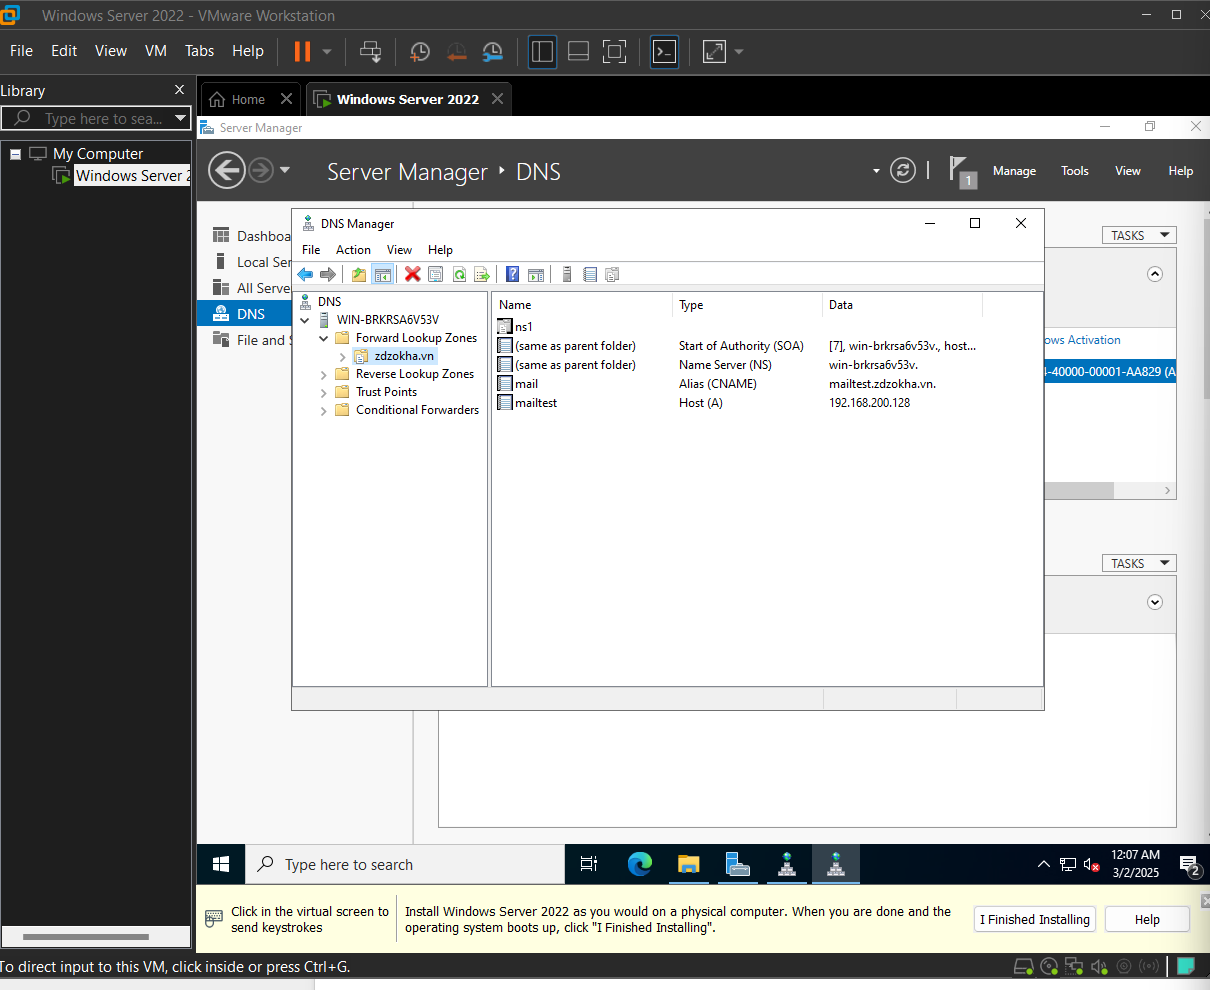 Windows Server 2022 - VMware Workstation
File Edit View VM Tabs Help
Library
Type here to sea...
My Computer
Windows Server 2
Home
Windows Server 2022
Server Manager
Server Manager DNS
1
Manage Tools View Help
Dashboa
Local Ser
All Serve
DNS
File and S
TASKS
ows Activation
4-40000-00001-AA829 (A
TASKS
DNS Manager
File Action View Help
DNS
WIN-BRKRSA6V53V
Forward Lookup Zones
zdzokha.vn
Reverse Lookup Zones
Trust Points
Conditional Forwarders
Name Type Data
ns1
(same as parent folder) Start of Authority (SOA) [7], win-brkrsa6v53v., host...
(same as parent folder) Name Server (NS) win-brkrsa6v53v.
mail Alias (CNAME) mailtest.zdzokha.vn.
mailtest Host (A) 192.168.200.128
Type here to search
12:07 AM
3/2/2025
2
Click in the virtual screen to
send keystrokes
Install Windows Server 2022 as you would on a physical computer. When you are done and the
operating system boots up, click "I Finished Installing".
I Finished Installing
Help
To direct input to this VM, click inside or press Ctrl+G.